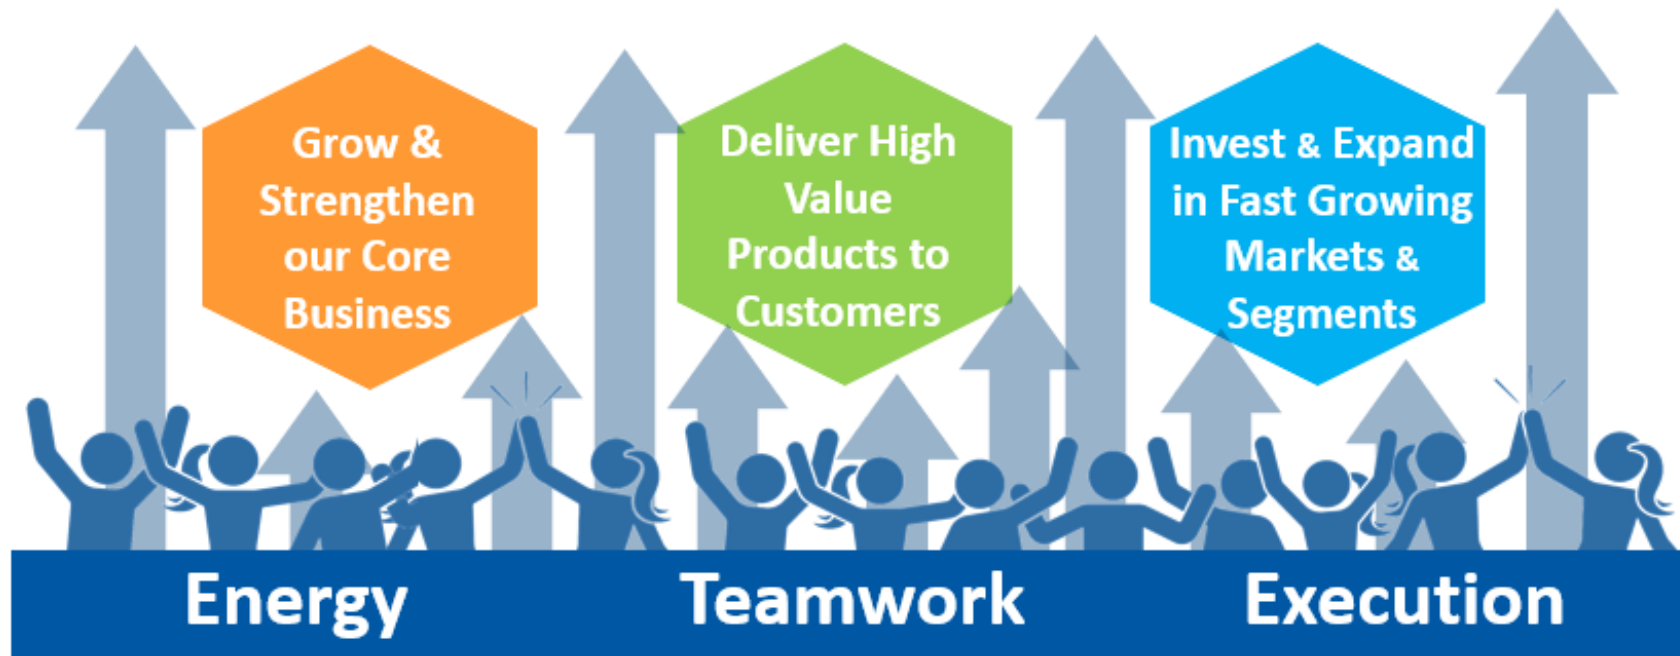 Grow &
Strengthen
our Core
Business
Deliver High
Value
Products to
Customers
Invest & Expand
in Fast Growing
Markets &
Segments
Energy
Teamwork
Execution